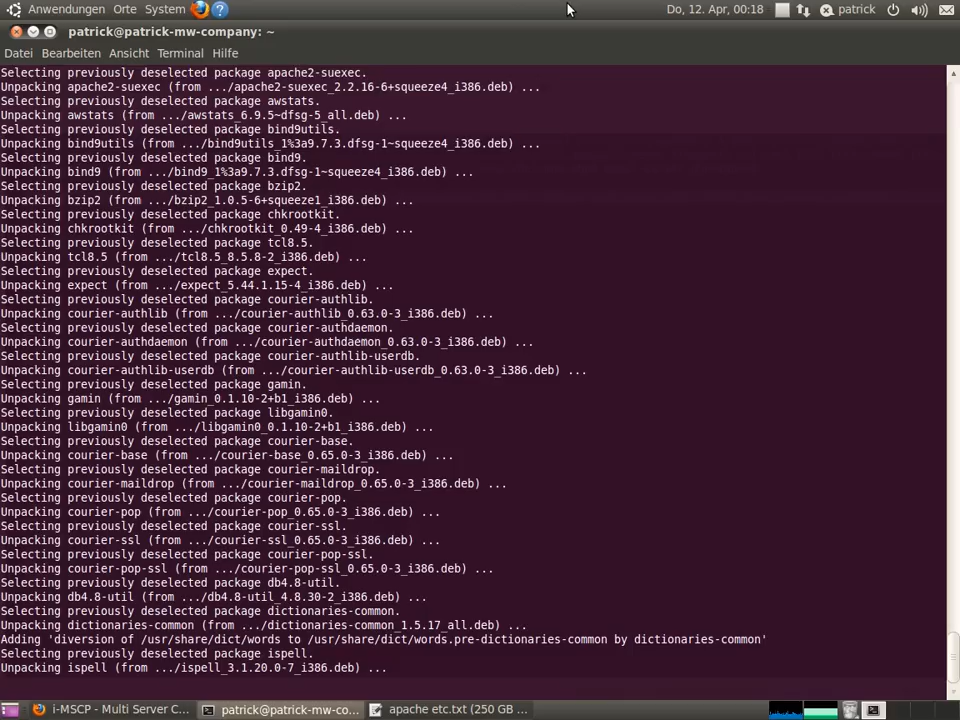 Anwendungen Orte System Do, 12. Apr, 00:18 patrick
patrick@patrick-mw-company: ~
Datei Bearbeiten Ansicht Terminal Hilfe
Selecting previously deselected package apache2-suexec.
Unpacking apache2-suexec (from .../apache2-suexec_2.2.16-6+squeeze4_i386.deb) ...
Selecting previously deselected package awstats.
Unpacking awstats (from .../awstats_6.9.5~dfsg-5_all.deb) ...
Selecting previously deselected package bind9utils.
Unpacking bind9utils (from .../bind9utils_1%3a9.7.3.dfsg-1~squeeze4_i386.deb) ...
Selecting previously deselected package bind9.
Unpacking bind9 (from .../bind9_1%3a9.7.3.dfsg-1~squeeze4_i386.deb) ...
Selecting previously deselected package bzip2.
Unpacking bzip2 (from .../bzip2_1.0.5-6+squeeze1_i386.deb) ...
Selecting previously deselected package chkrootkit.
Unpacking chkrootkit (from .../chkrootkit_0.49-4_i386.deb) ...
Selecting previously deselected package tcl8.5.
Unpacking tcl8.5 (from .../tcl8.5_8.5.8-2_i386.deb) ...
Selecting previously deselected package expect.
Unpacking expect (from .../expect_5.44.1.15-4_i386.deb) ...
Selecting previously deselected package courier-authlib.
Unpacking courier-authlib (from .../courier-authlib_0.63.0-3_i386.deb) ...
Selecting previously deselected package courier-authdaemon.
Unpacking courier-authdaemon (from .../courier-authdaemon_0.63.0-3_i386.deb) ...
Selecting previously deselected package courier-authlib-userdb.
Unpacking courier-authlib-userdb (from .../courier-authlib-userdb_0.63.0-3_i386.deb) ...
Selecting previously deselected package gamin.
Unpacking gamin (from .../gamin_0.1.10-2+b1_i386.deb) ...
Selecting previously deselected package libgamin0.
Unpacking libgamin0 (from .../libgamin0_0.1.10-2+b1_i386.deb) ...
Selecting previously deselected package courier-base.
Unpacking courier-base (from .../courier-base_0.65.0-3_i386.deb) ...
Selecting previously deselected package courier-maildrop.
Unpacking courier-maildrop (from .../courier-maildrop_0.65.0-3_i386.deb) ...
Selecting previously deselected package courier-pop.
Unpacking courier-pop (from .../courier-pop_0.65.0-3_i386.deb) ...
Selecting previously deselected package courier-ssl.
Unpacking courier-ssl (from .../courier-ssl_0.65.0-3_i386.deb) ...
Selecting previously deselected package courier-pop-ssl.
Unpacking courier-pop-ssl (from .../courier-pop-ssl_0.65.0-3_i386.deb) ...
Selecting previously deselected package db4.8-util.
Unpacking db4.8-util (from .../db4.8-util_4.8.30-2_i386.deb) ...
Selecting previously deselected package dictionaries-common.
Unpacking dictionaries-common (from .../dictionaries-common_1.5.17_all.deb) ...
Adding 'diversion of /usr/share/dict/words to /usr/share/dict/words.pre-dictionaries-common by dictionaries-common'
Selecting previously deselected package ispell.
Unpacking ispell (from .../ispell_3.1.20.0-7_i386.deb) ...
i-MSCP - Multi Server C... patrick@patrick-mw-co... apache etc.txt (250 GB ...